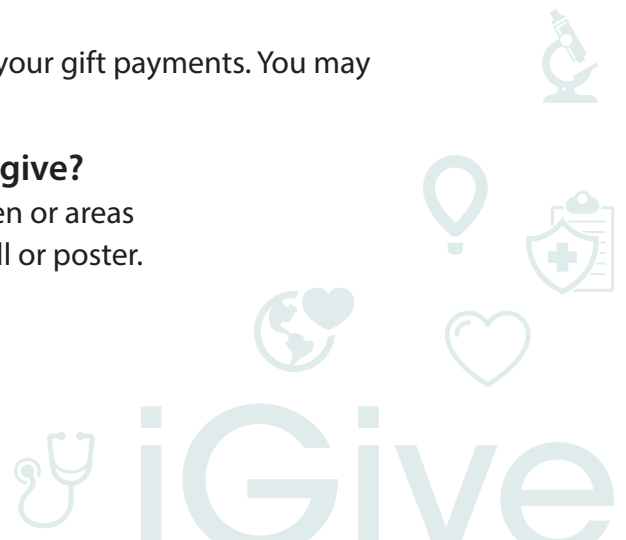 your gift payments. You may
give?
en or areas
ll or poster.
iGive